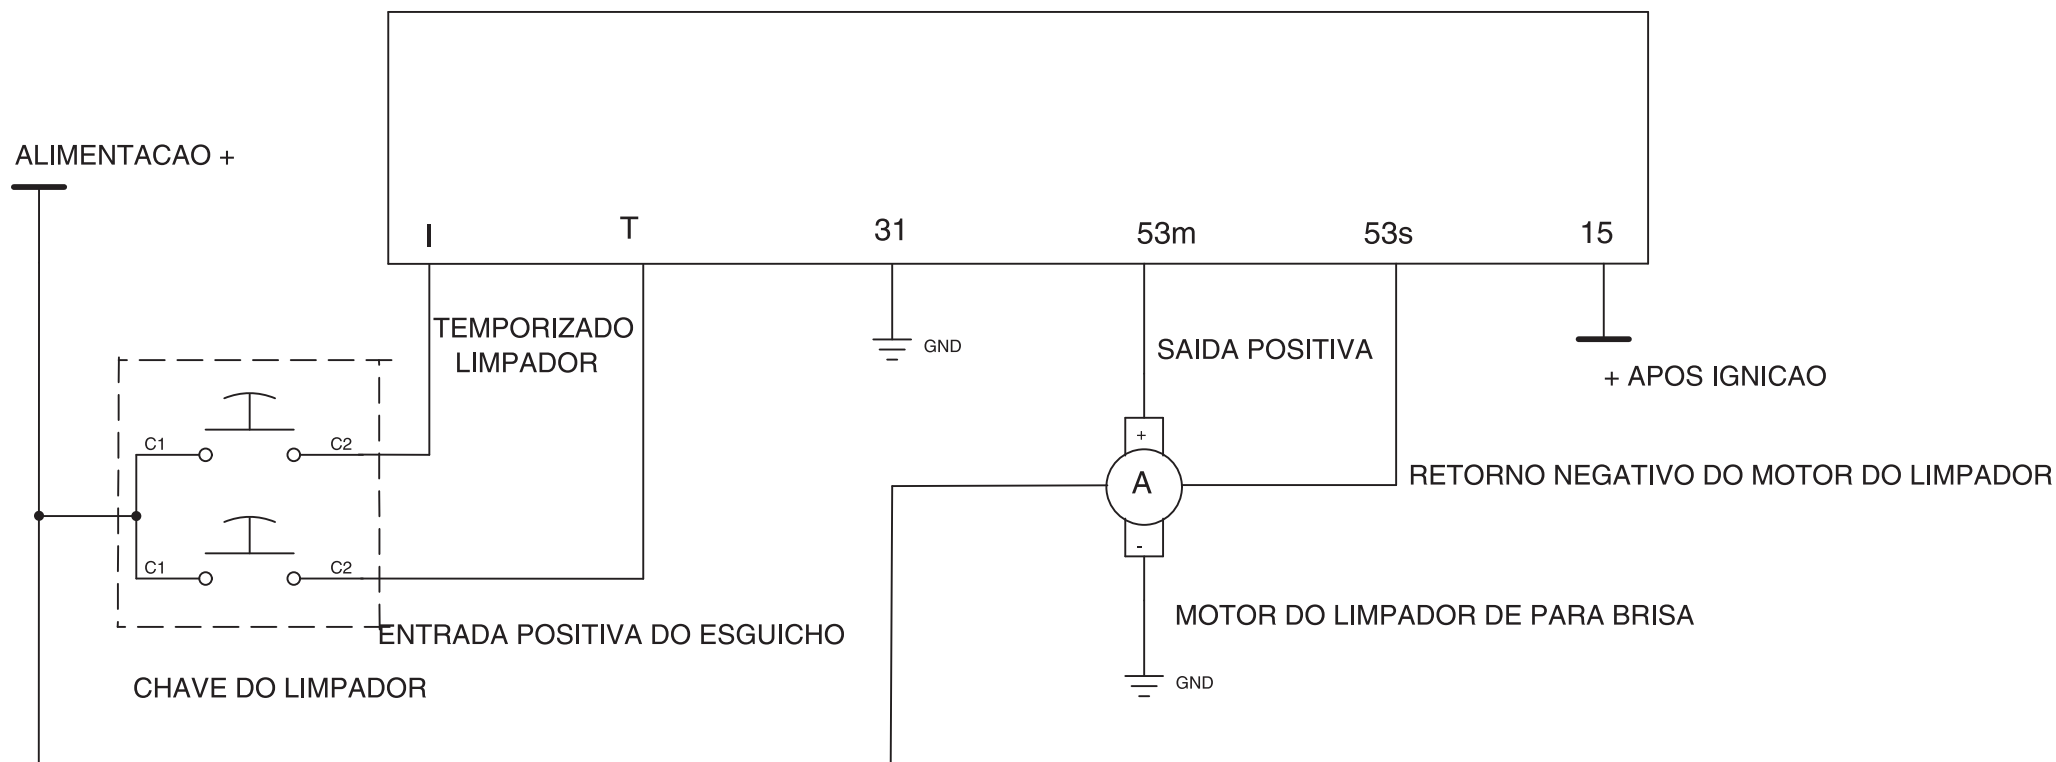 ALIMENTACAO +
I
T
31
53m
53s
15
TEMPORIZADO
LIMPADOR
GND
SAIDA POSITIVA
+ APOS IGNICAO
C1
C2
+
A
RETORNO NEGATIVO DO MOTOR DO LIMPADOR
C1
C2
-
ENTRADA POSITIVA DO ESGUICHO
MOTOR DO LIMPADOR DE PARA BRISA
CHAVE DO LIMPADOR
GND